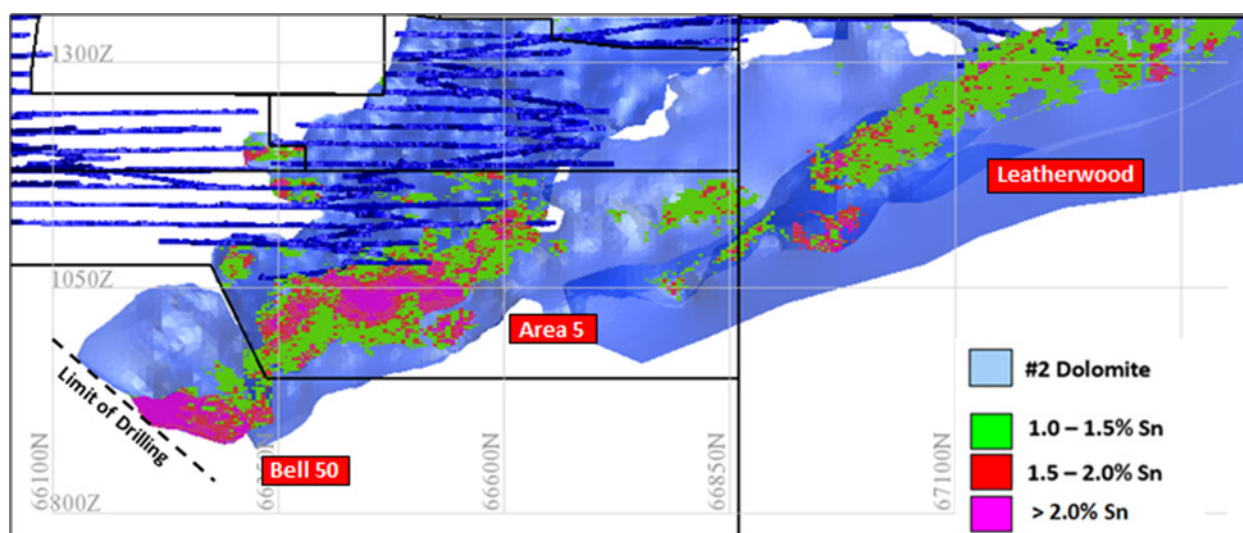 1300Z
Leatherwood
1050Z
Area 5
Limit of Drilling
Bell 50
800Z
66100N
66600N
66850N
67100N
#2 Dolomite
1.0 – 1.5% Sn
1.5 – 2.0% Sn
> 2.0% Sn